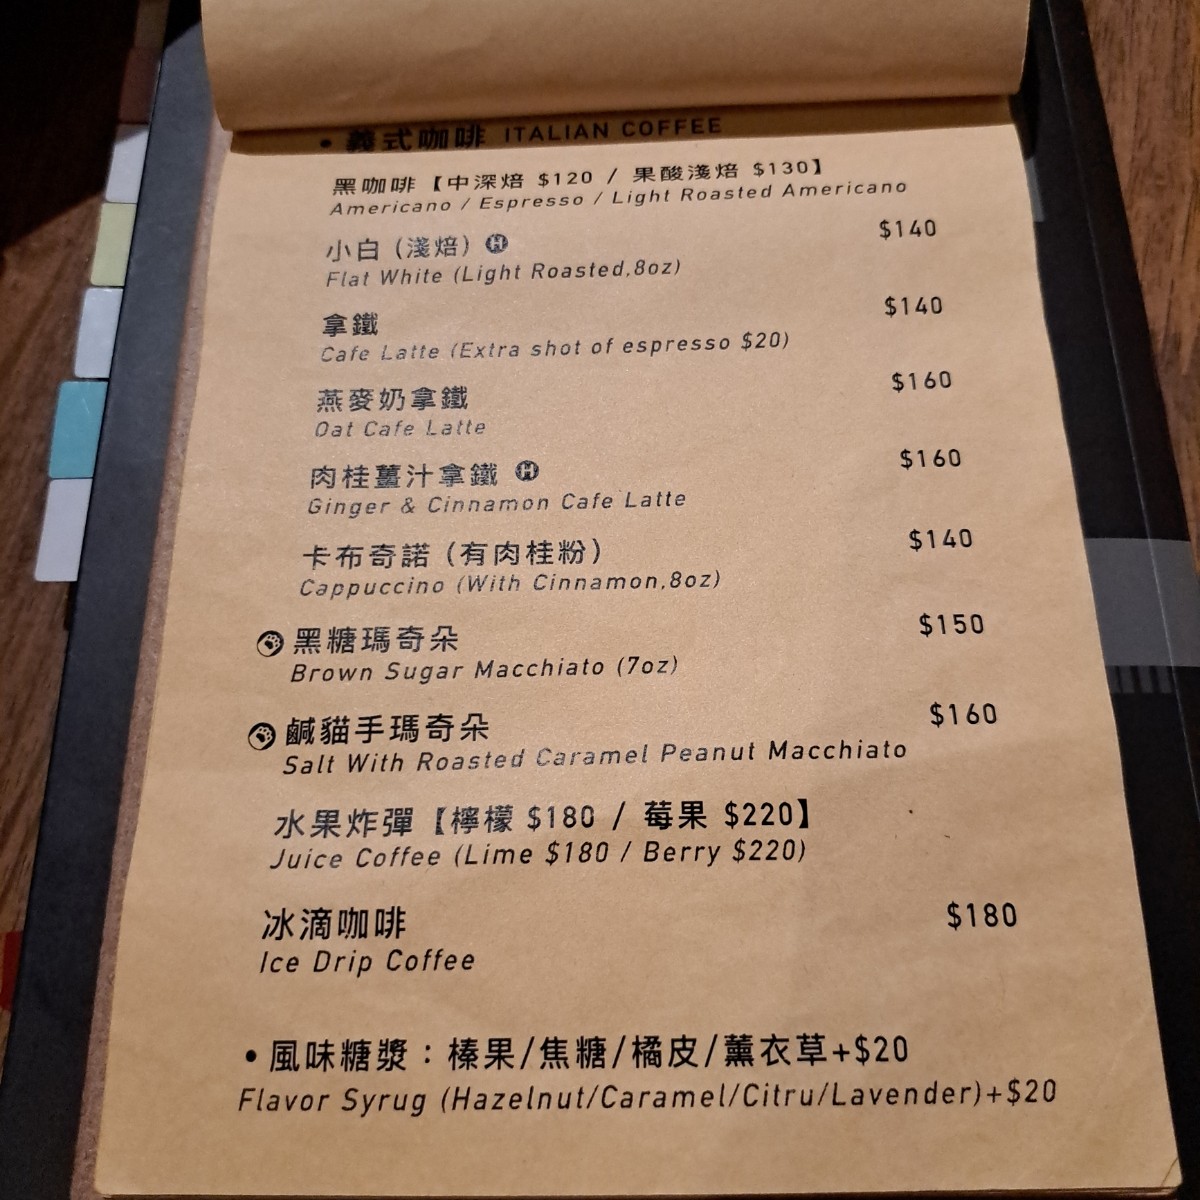 • 義式咖啡 ITALIAN COFFEE
黑咖啡【中深焙 $120 / 果酸淺焙 $130】
Americano / Espresso / Light Roasted Americano
小白 (淺焙) Ⓗ $140
Flat White (Light Roasted,8oz)
拿鐵 $140
Cafe Latte (Extra shot of espresso $20)
燕麥奶拿鐵 $160
Oat Cafe Latte
肉桂薑汁拿鐵 Ⓗ $160
Ginger & Cinnamon Cafe Latte
卡布奇諾 (有肉桂粉) $140
Cappuccino (With Cinnamon,8oz)
黑糖瑪奇朵 $150
Brown Sugar Macchiato (7oz)
鹹貓手瑪奇朵 $160
Salt With Roasted Caramel Peanut Macchiato
水果炸彈【檸檬 $180 / 莓果 $220】
Juice Coffee (Lime $180 / Berry $220)
冰滴咖啡 $180
Ice Drip Coffee
• 風味糖漿：榛果/焦糖/橘皮/薰衣草+$20
Flavor Syrug (Hazelnut/Caramel/Citru/Lavender)+$20